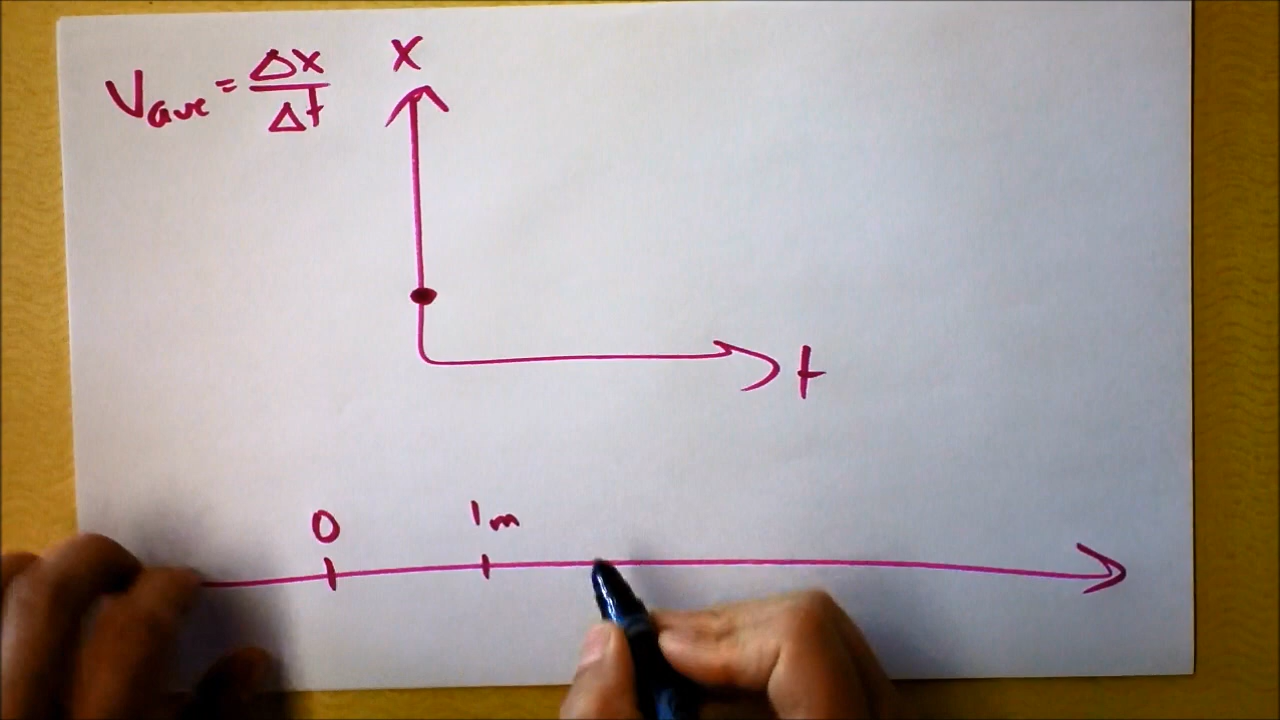 Vave = Δx/Δt
x
t
0 1m